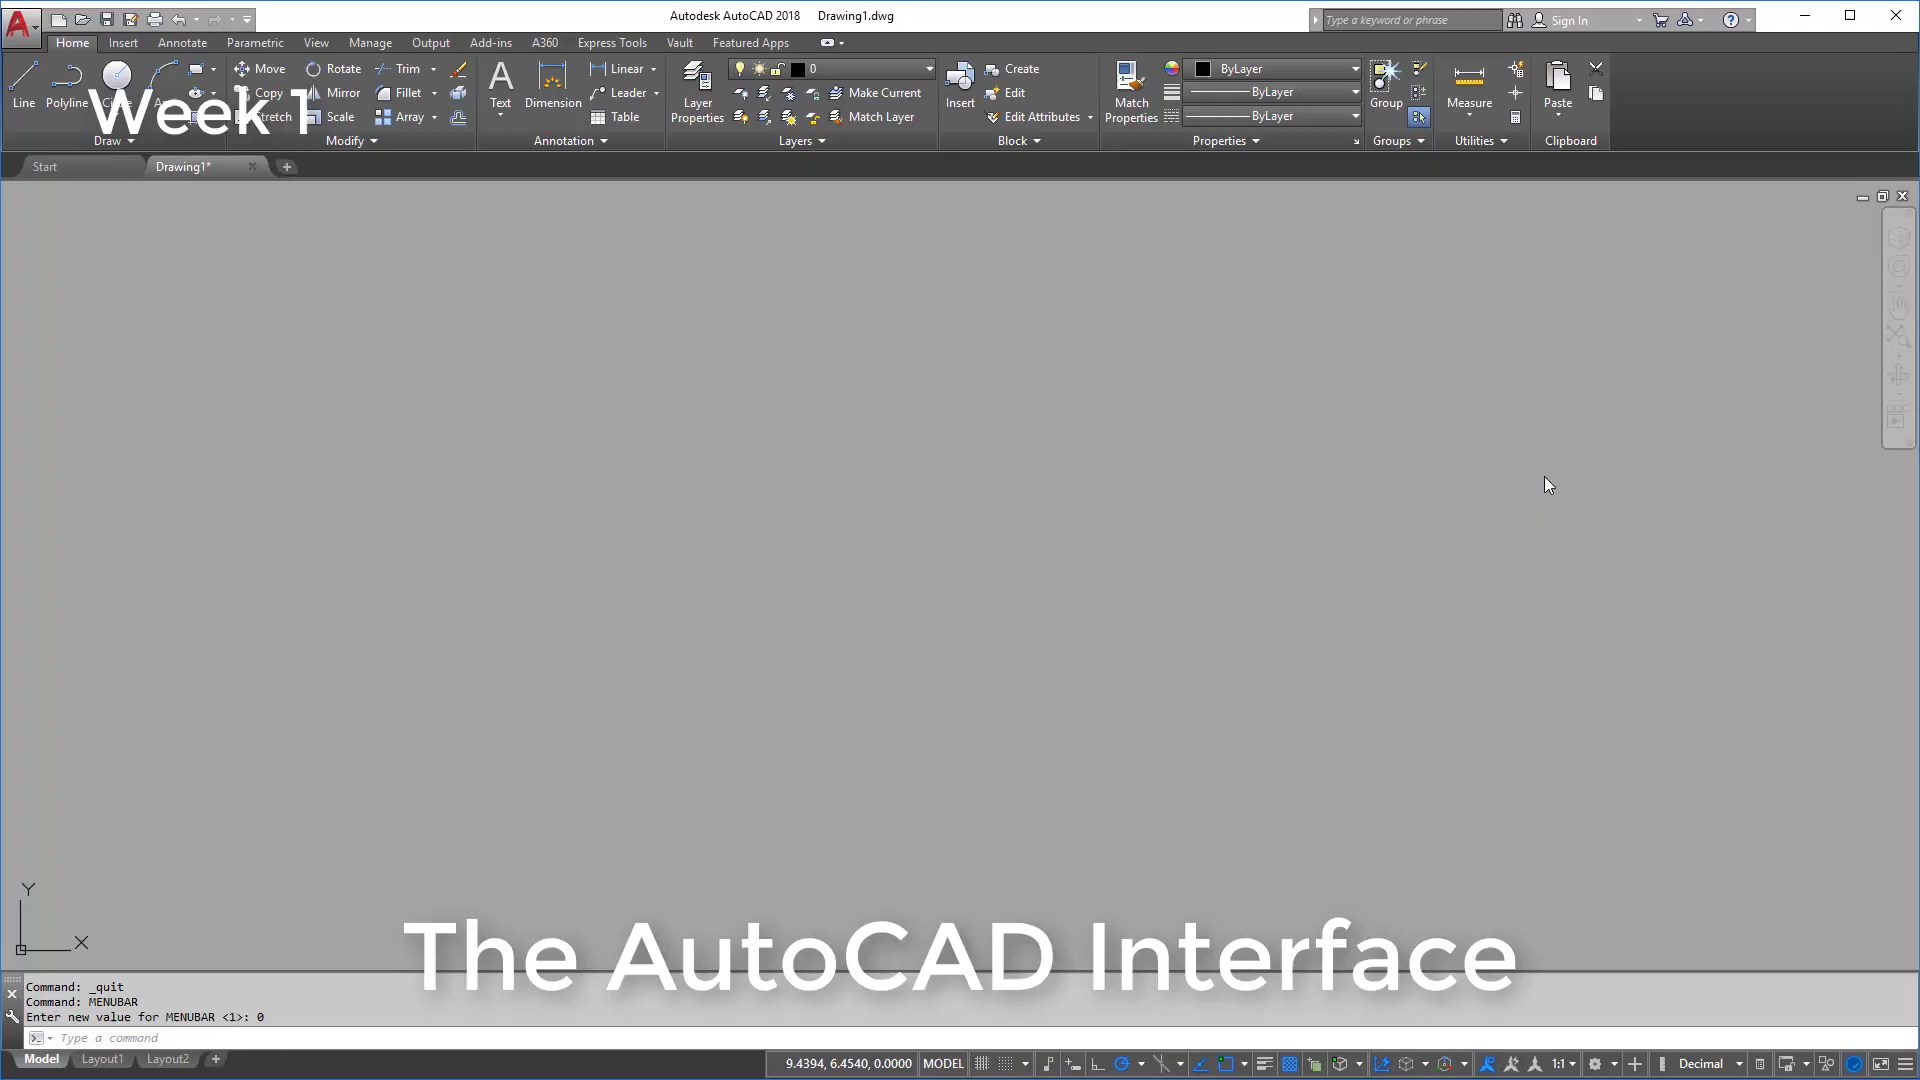 Autodesk AutoCAD 2018 Drawing1.dwg
Type a keyword or phrase
Sign In
Home Insert Annotate Parametric View Manage Output Add-ins A360 Express Tools Vault Featured Apps
Move Rotate Trim Linear 0 Create ByLayer
Line Polyline Copy Mirror Fillet Text Dimension Leader Layer Properties Make Current Insert Edit Match Properties ByLayer Group Measure Paste
Week 1
Scale Array Table Match Layer Edit Attributes ByLayer
Draw Modify Annotation Layers Block Properties Groups Utilities Clipboard
Start Drawing1*
Y
X
The AutoCAD Interface
Command: _quit
Command: MENUBAR
Enter new value for MENUBAR <1>: 0
Type a command
Model Layout1 Layout2 +
9.4394, 6.4540, 0.0000 MODEL 1:1 Decimal